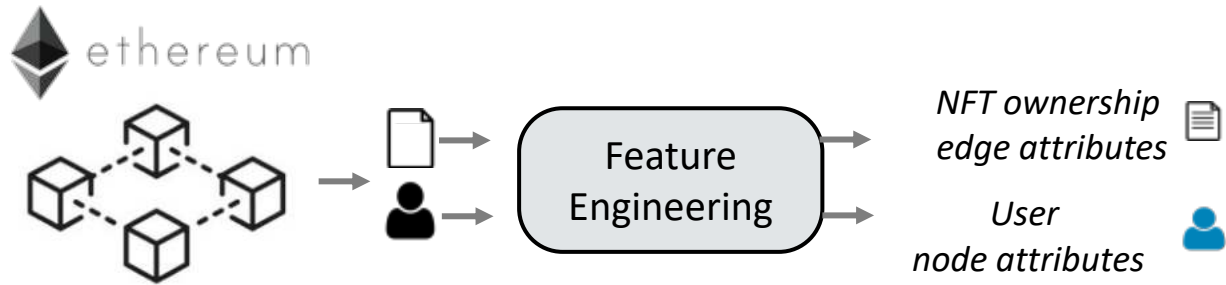 ethereum
Feature
Engineering
NFT ownership
edge attributes
User
node attributes